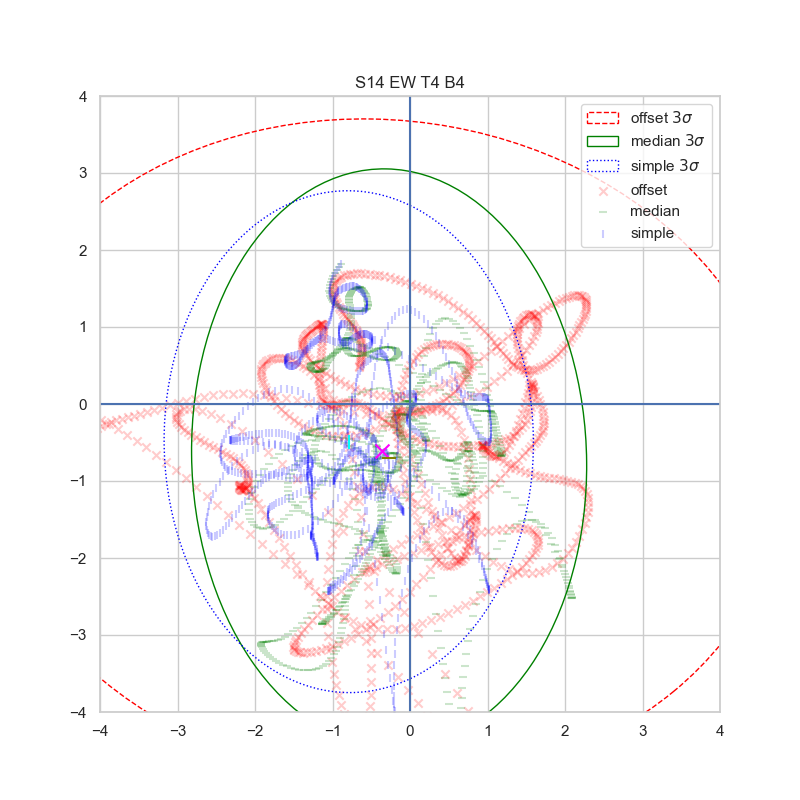 S14 EW T4 B4
4
3
2
1
0
−1
−2
−3
−4
−4
−3
−2
−1
0
1
2
3
4
offset 3σ
median 3σ
simple 3σ
offset
median
simple